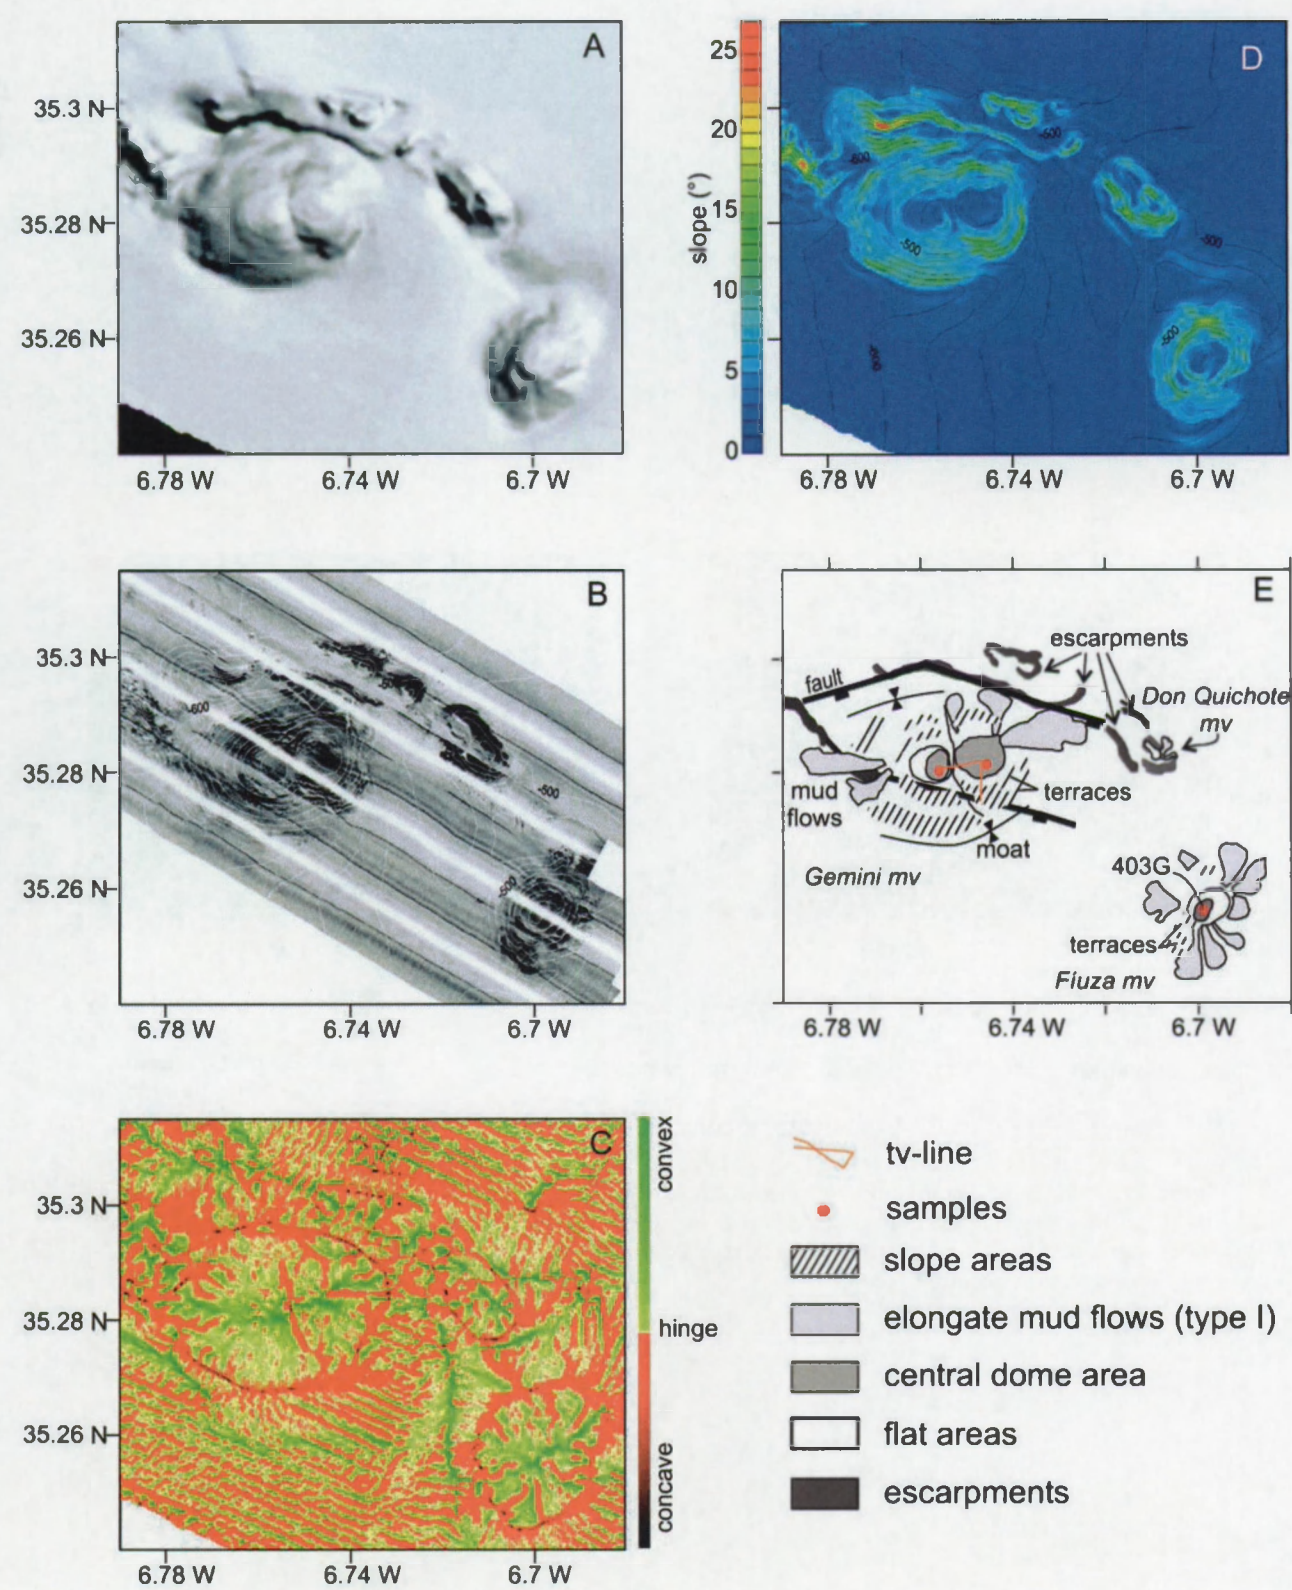 A
35.3 N
35.28 N
35.26 N
6.78 W
6.74 W
6.7 W
D
25
20
15
10
5
0
slope (°)
-600
-500
-500
-500
-500
-600
6.78 W
6.74 W
6.7 W
B
35.3 N
35.28 N
35.26 N
-600
-500
-500
6.78 W
6.74 W
6.7 W
E
escarpments
fault
Don Quichote
mv
mud
flows
terraces
moat
Gemini mv
403G
terraces
Fíuza mv
6.78 W
6.74 W
6.7 W
C
35.3 N
35.28 N
35.26 N
convex
hinge
concave
6.78 W
6.74 W
6.7 W
tv-line
samples
slope areas
elongate mud flows (type I)
central dome area
flat areas
escarpments